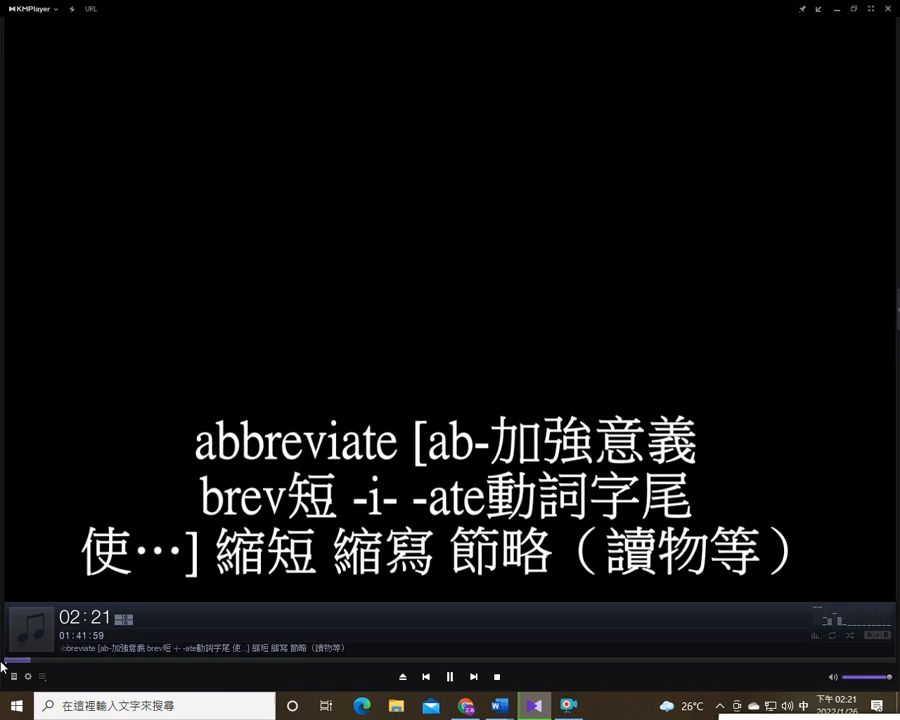 KMPlayer
URL
abbreviate [ab-加強意義
brev短 -i- -ate動詞字尾
使…] 縮短 縮寫 節略（讀物等）
02:21
01:41:59
abbreviate [ab-加強意義 brev短 -i- -ate動詞字尾 使...] 縮短 縮寫 節略（讀物等）
在這裡輸入文字來搜尋
26°C
中
下午 02:21
2022/1/26